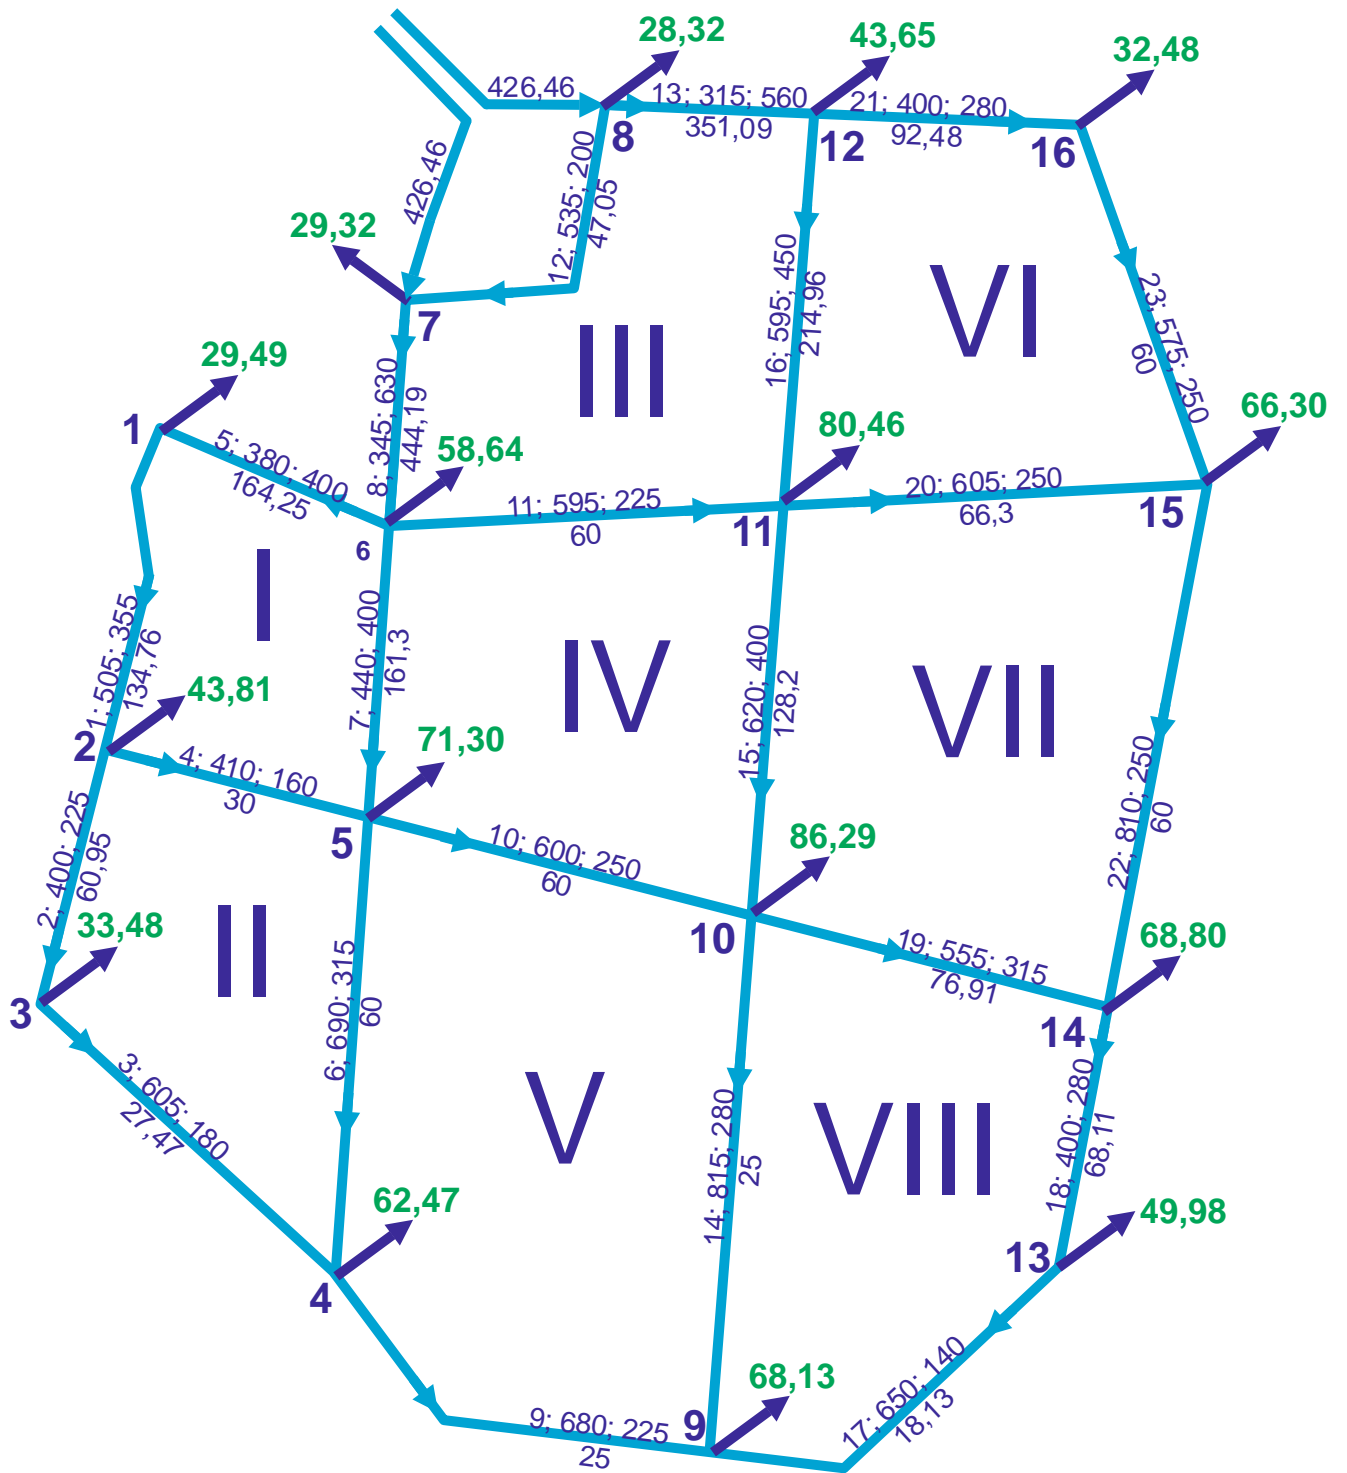 28,32
43,65
32,48
426,46
13; 315; 560
351,09
21; 400; 280
92,48
8
12
16
426,46
12; 535; 200
47,05
29,32
7
III
16; 595; 450
214,96
VI
23; 575; 250
60
29,49
1
5; 380; 400
164,25
8; 345; 630
444,19
58,64
6
11; 595; 225
60
80,46
11
20; 605; 250
66,3
66,30
15
I
1; 505; 355
134,76
7; 440; 400
161,3
IV
15; 620; 400
128,2
VII
22; 810; 250
60
43,81
2
4; 410; 160
30
71,30
5
10; 600; 250
60
86,29
10
19; 555; 315
76,91
68,80
14
2; 400; 225
60,95
33,48
3
II
6; 690; 315
60
3; 605; 180
27,47
V
14; 815; 280
25
VIII
18; 400; 280
68,11
62,47
4
49,98
13
9; 680; 225
25
68,13
9
17; 650; 140
18,13